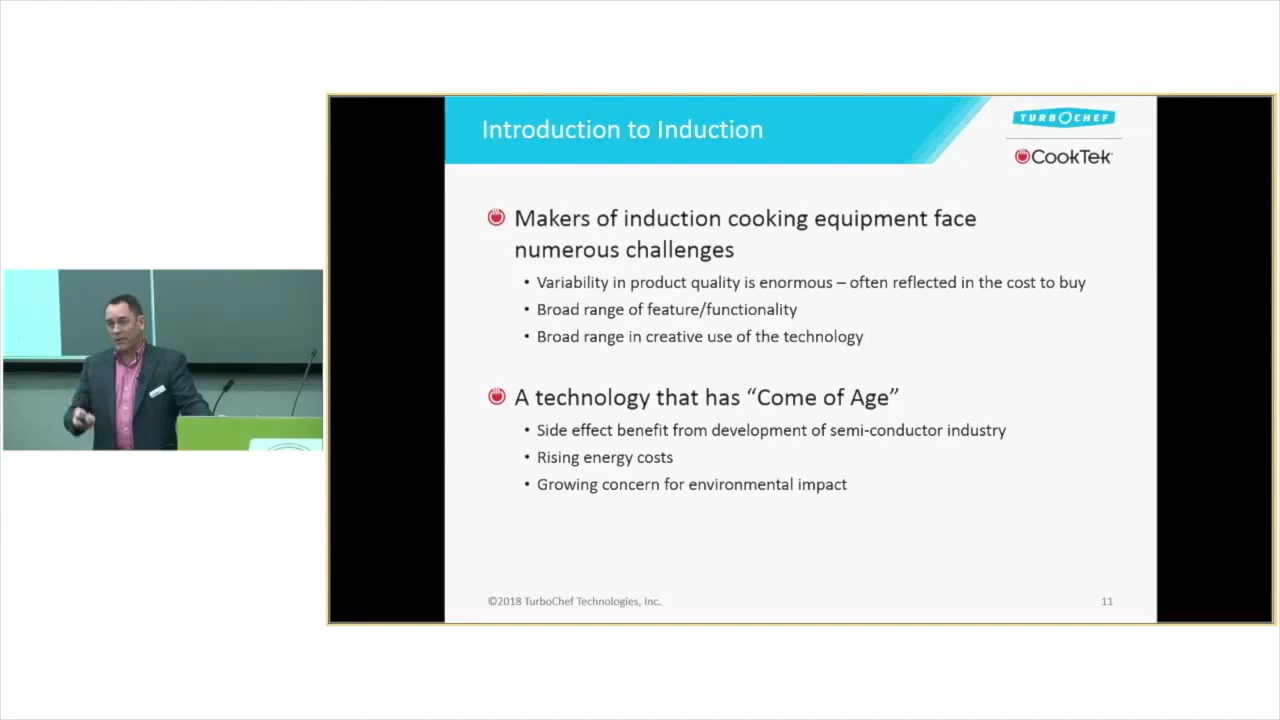 Introduction to Induction
TURBOCHEF
CookTek
Makers of induction cooking equipment face
numerous challenges
• Variability in product quality is enormous – often reflected in the cost to buy
• Broad range of feature/functionality
• Broad range in creative use of the technology
A technology that has “Come of Age”
• Side effect benefit from development of semi-conductor industry
• Rising energy costs
• Growing concern for environmental impact
©2018 TurboChef Technologies, Inc.
11